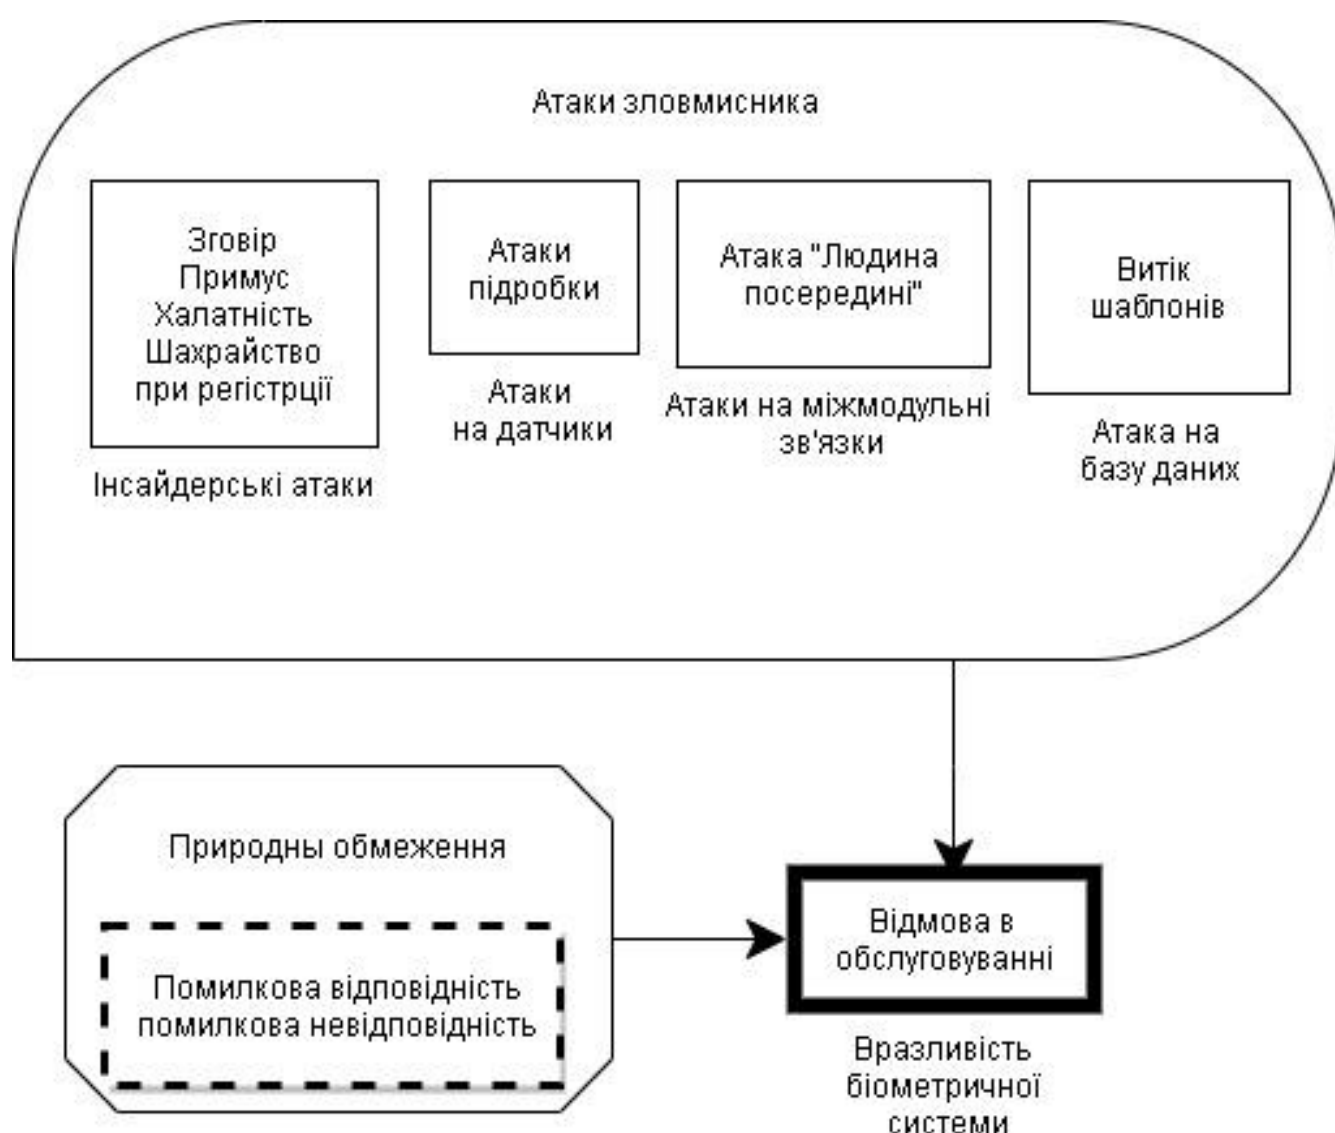 Атаки зловмисника
Зговір
Примус
Халатність
Шахрайство
при регістрції
Інсайдерські атаки
Атаки
підробки
Атаки
на датчики
Атака "Людина
посередині"
Атаки на міжмодульні
зв'язки
Витік
шаблонів
Атака на
базу даних
Природны обмеження
Помилкова відповідність
помилкова невідповідність
Відмова в
обслуговуванні
Вразливість
біометричної
системи